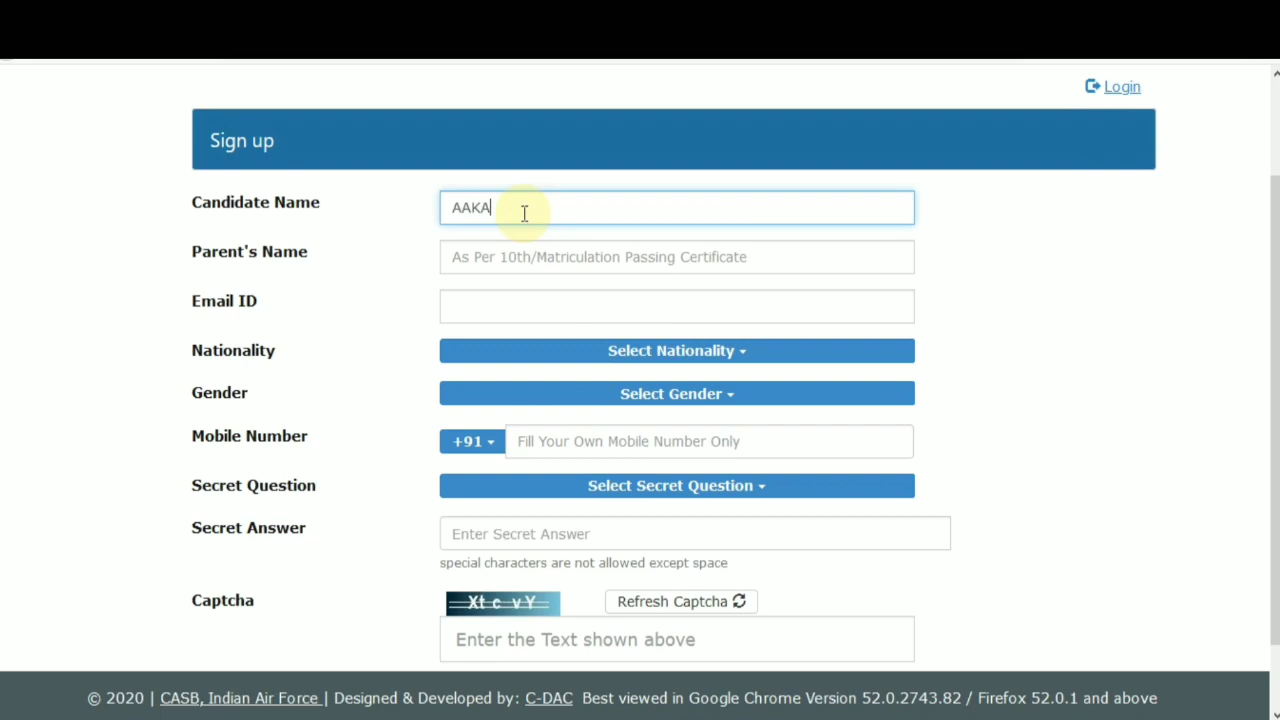 Login
Sign up
Candidate Name
AAKA
Parent's Name
As Per 10th/Matriculation Passing Certificate
Email ID
Nationality
Select Nationality
Gender
Select Gender
Mobile Number
+91
Fill Your Own Mobile Number Only
Secret Question
Select Secret Question
Secret Answer
Enter Secret Answer
special characters are not allowed except space
Captcha
Xt c vY
Refresh Captcha
Enter the Text shown above
© 2020 | CASB, Indian Air Force | Designed & Developed by: C-DAC Best viewed in Google Chrome Version 52.0.2743.82 / Firefox 52.0.1 and above